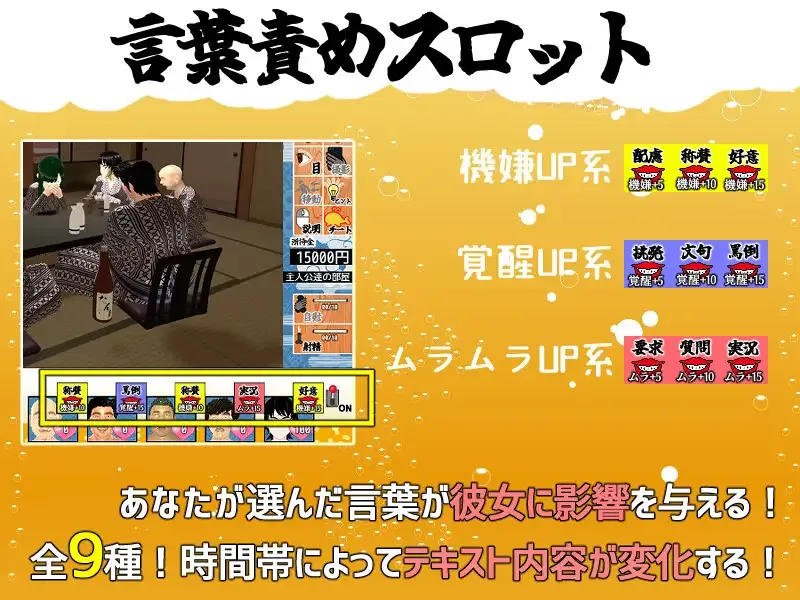 言葉責めスロット
機嫌UP系
配慮 称賛 好意
機嫌+5 機嫌+10 機嫌+15
覚醒UP系
挑発 文句 罵倒
覚醒+5 覚醒+10 覚醒+15
ムラムラUP系
要求 質問 実況
ムラ+5 ムラ+10 ムラ+15
目 撮影
移動 ヒント
説明 チート
所持金
15000円
主人公達の部屋
00/10
自慰
00/10
射精
称賛 罵倒 称賛 実況 好意
機嫌+10 覚醒+15 機嫌+10 ムラ+15 機嫌+15
ON
0 0 0 0 100
あなたが選んだ言葉が彼女に影響を与える！
全9種！時間帯によってテキスト内容が変化する！